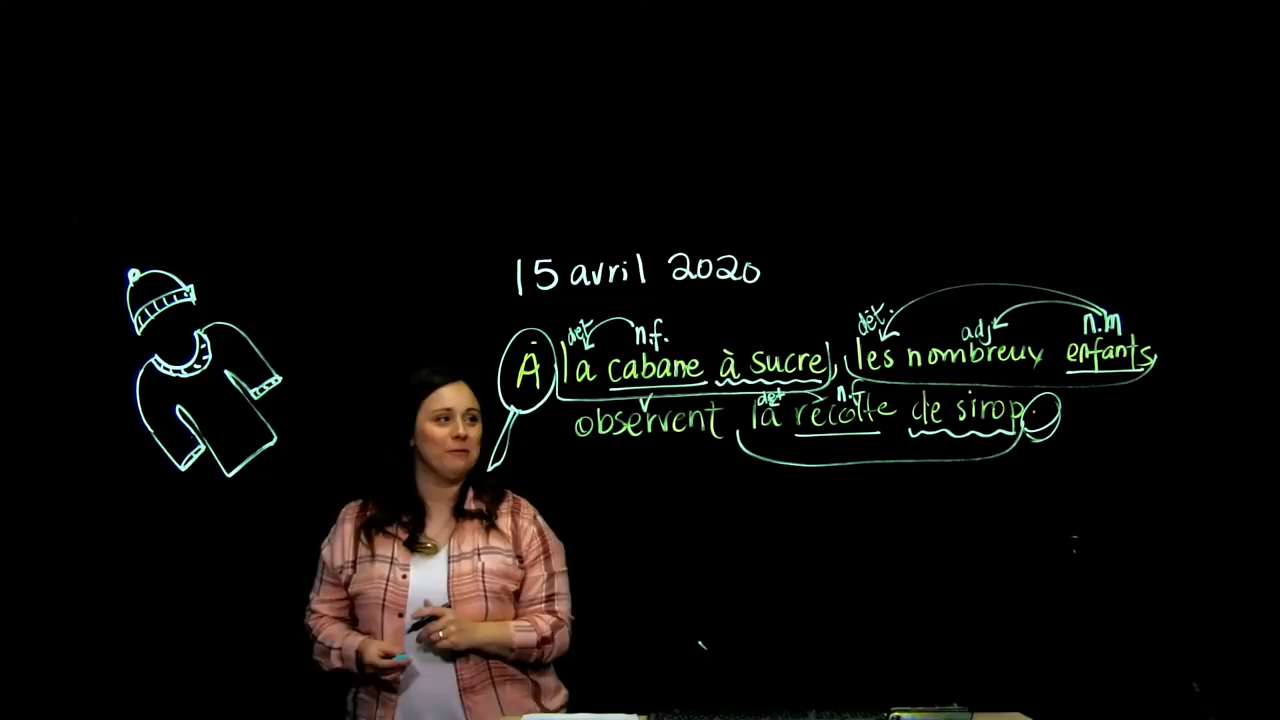 15 avril 2020
dét n.f. dét. adj n.m
À la cabane à sucre, les nombreux enfants
v dét n.f
observent la récolte de sirop.